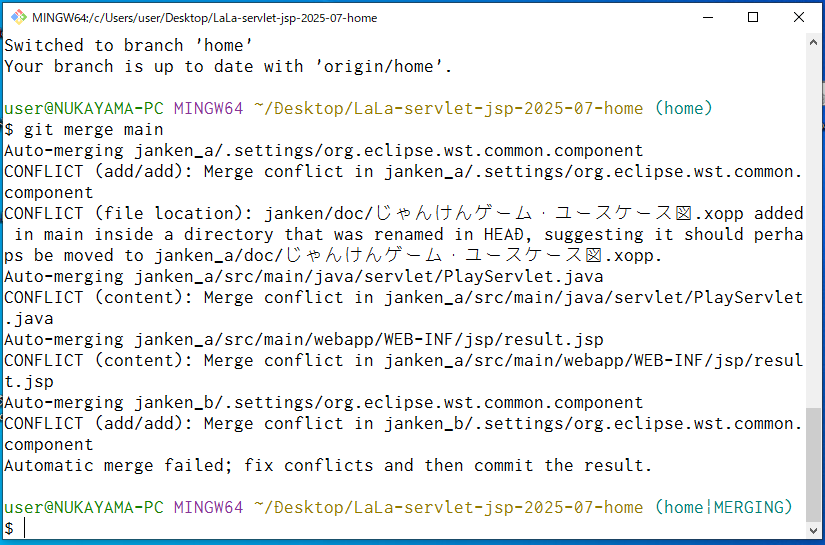 MINGW64:/c/Users/user/Desktop/LaLa-servlet-jsp-2025-07-home
Switched to branch 'home'
Your branch is up to date with 'origin/home'.
user@NUKAYAMA-PC MINGW64 ~/Desktop/LaLa-servlet-jsp-2025-07-home (home)
$ git merge main
Auto-merging janken_a/.settings/org.eclipse.wst.common.component
CONFLICT (add/add): Merge conflict in janken_a/.settings/org.eclipse.wst.common.
component
CONFLICT (file location): janken/doc/じゃんけんゲーム・ユースケース図.xopp added
 in main inside a directory that was renamed in HEAD, suggesting it should perha
ps be moved to janken_a/doc/じゃんけんゲーム・ユースケース図.xopp.
Auto-merging janken_a/src/main/java/servlet/PlayServlet.java
CONFLICT (content): Merge conflict in janken_a/src/main/java/servlet/PlayServlet
.java
Auto-merging janken_a/src/main/webapp/WEB-INF/jsp/result.jsp
CONFLICT (content): Merge conflict in janken_a/src/main/webapp/WEB-INF/jsp/resul
t.jsp
Auto-merging janken_b/.settings/org.eclipse.wst.common.component
CONFLICT (add/add): Merge conflict in janken_b/.settings/org.eclipse.wst.common.
component
Automatic merge failed; fix conflicts and then commit the result.
user@NUKAYAMA-PC MINGW64 ~/Desktop/LaLa-servlet-jsp-2025-07-home (home|MERGING)
$